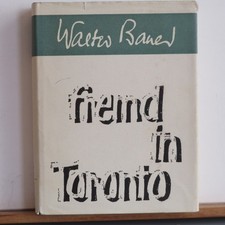 Walter Bauer
fremd
in
Toronto